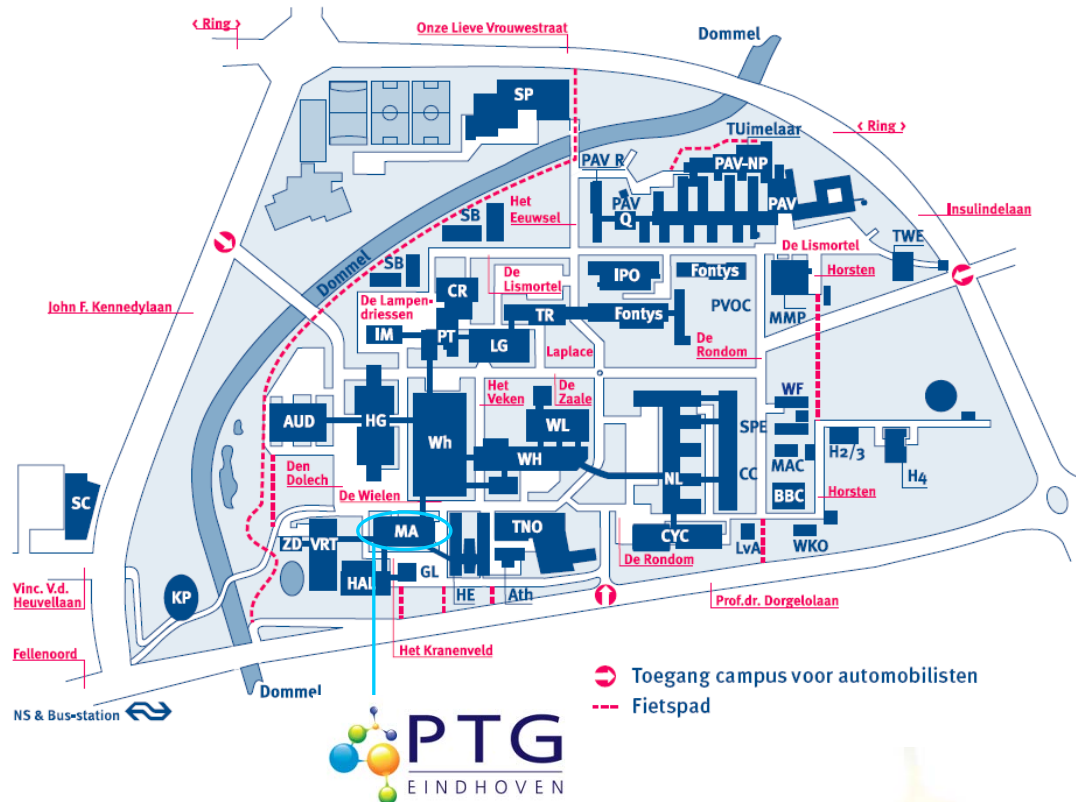 < Ring >
Onze Lieve Vrouwestraat
Dommel
< Ring >
SP
TUimelaar
PAV R
PAV-NP
PAV
Q
PAV
Insulindelaan
Het
Eeuwsel
SB
TWE
De Lismortel
Dommel
SB
De
Lismortel
IPO
Fontys
Horsten
CR
De Lampen-
driessen
PVOC
MMP
John F. Kennedylaan
IM
PT
TR
Fontys
LG
De
Rondom
Laplace
Het
Veken
De
Zaale
WF
AUD
HG
Wh
WL
SPE
MAC
H2/3
H4
WH
CC
NL
Den
Dolech
De Wielen
BBC
Horsten
SC
MA
TNO
CYC
LvA
WKO
ZD
VRT
De Rondom
GL
HAL
HE
Ath
Vinc. V.d.
Heuvellaan
KP
Prof.dr. Dorgelolaan
Fellenoord
Het Kranenveld
Toegang campus voor automobilisten
Dommel
Fietspad
NS & Bus-station
PTG
EINDHOVEN